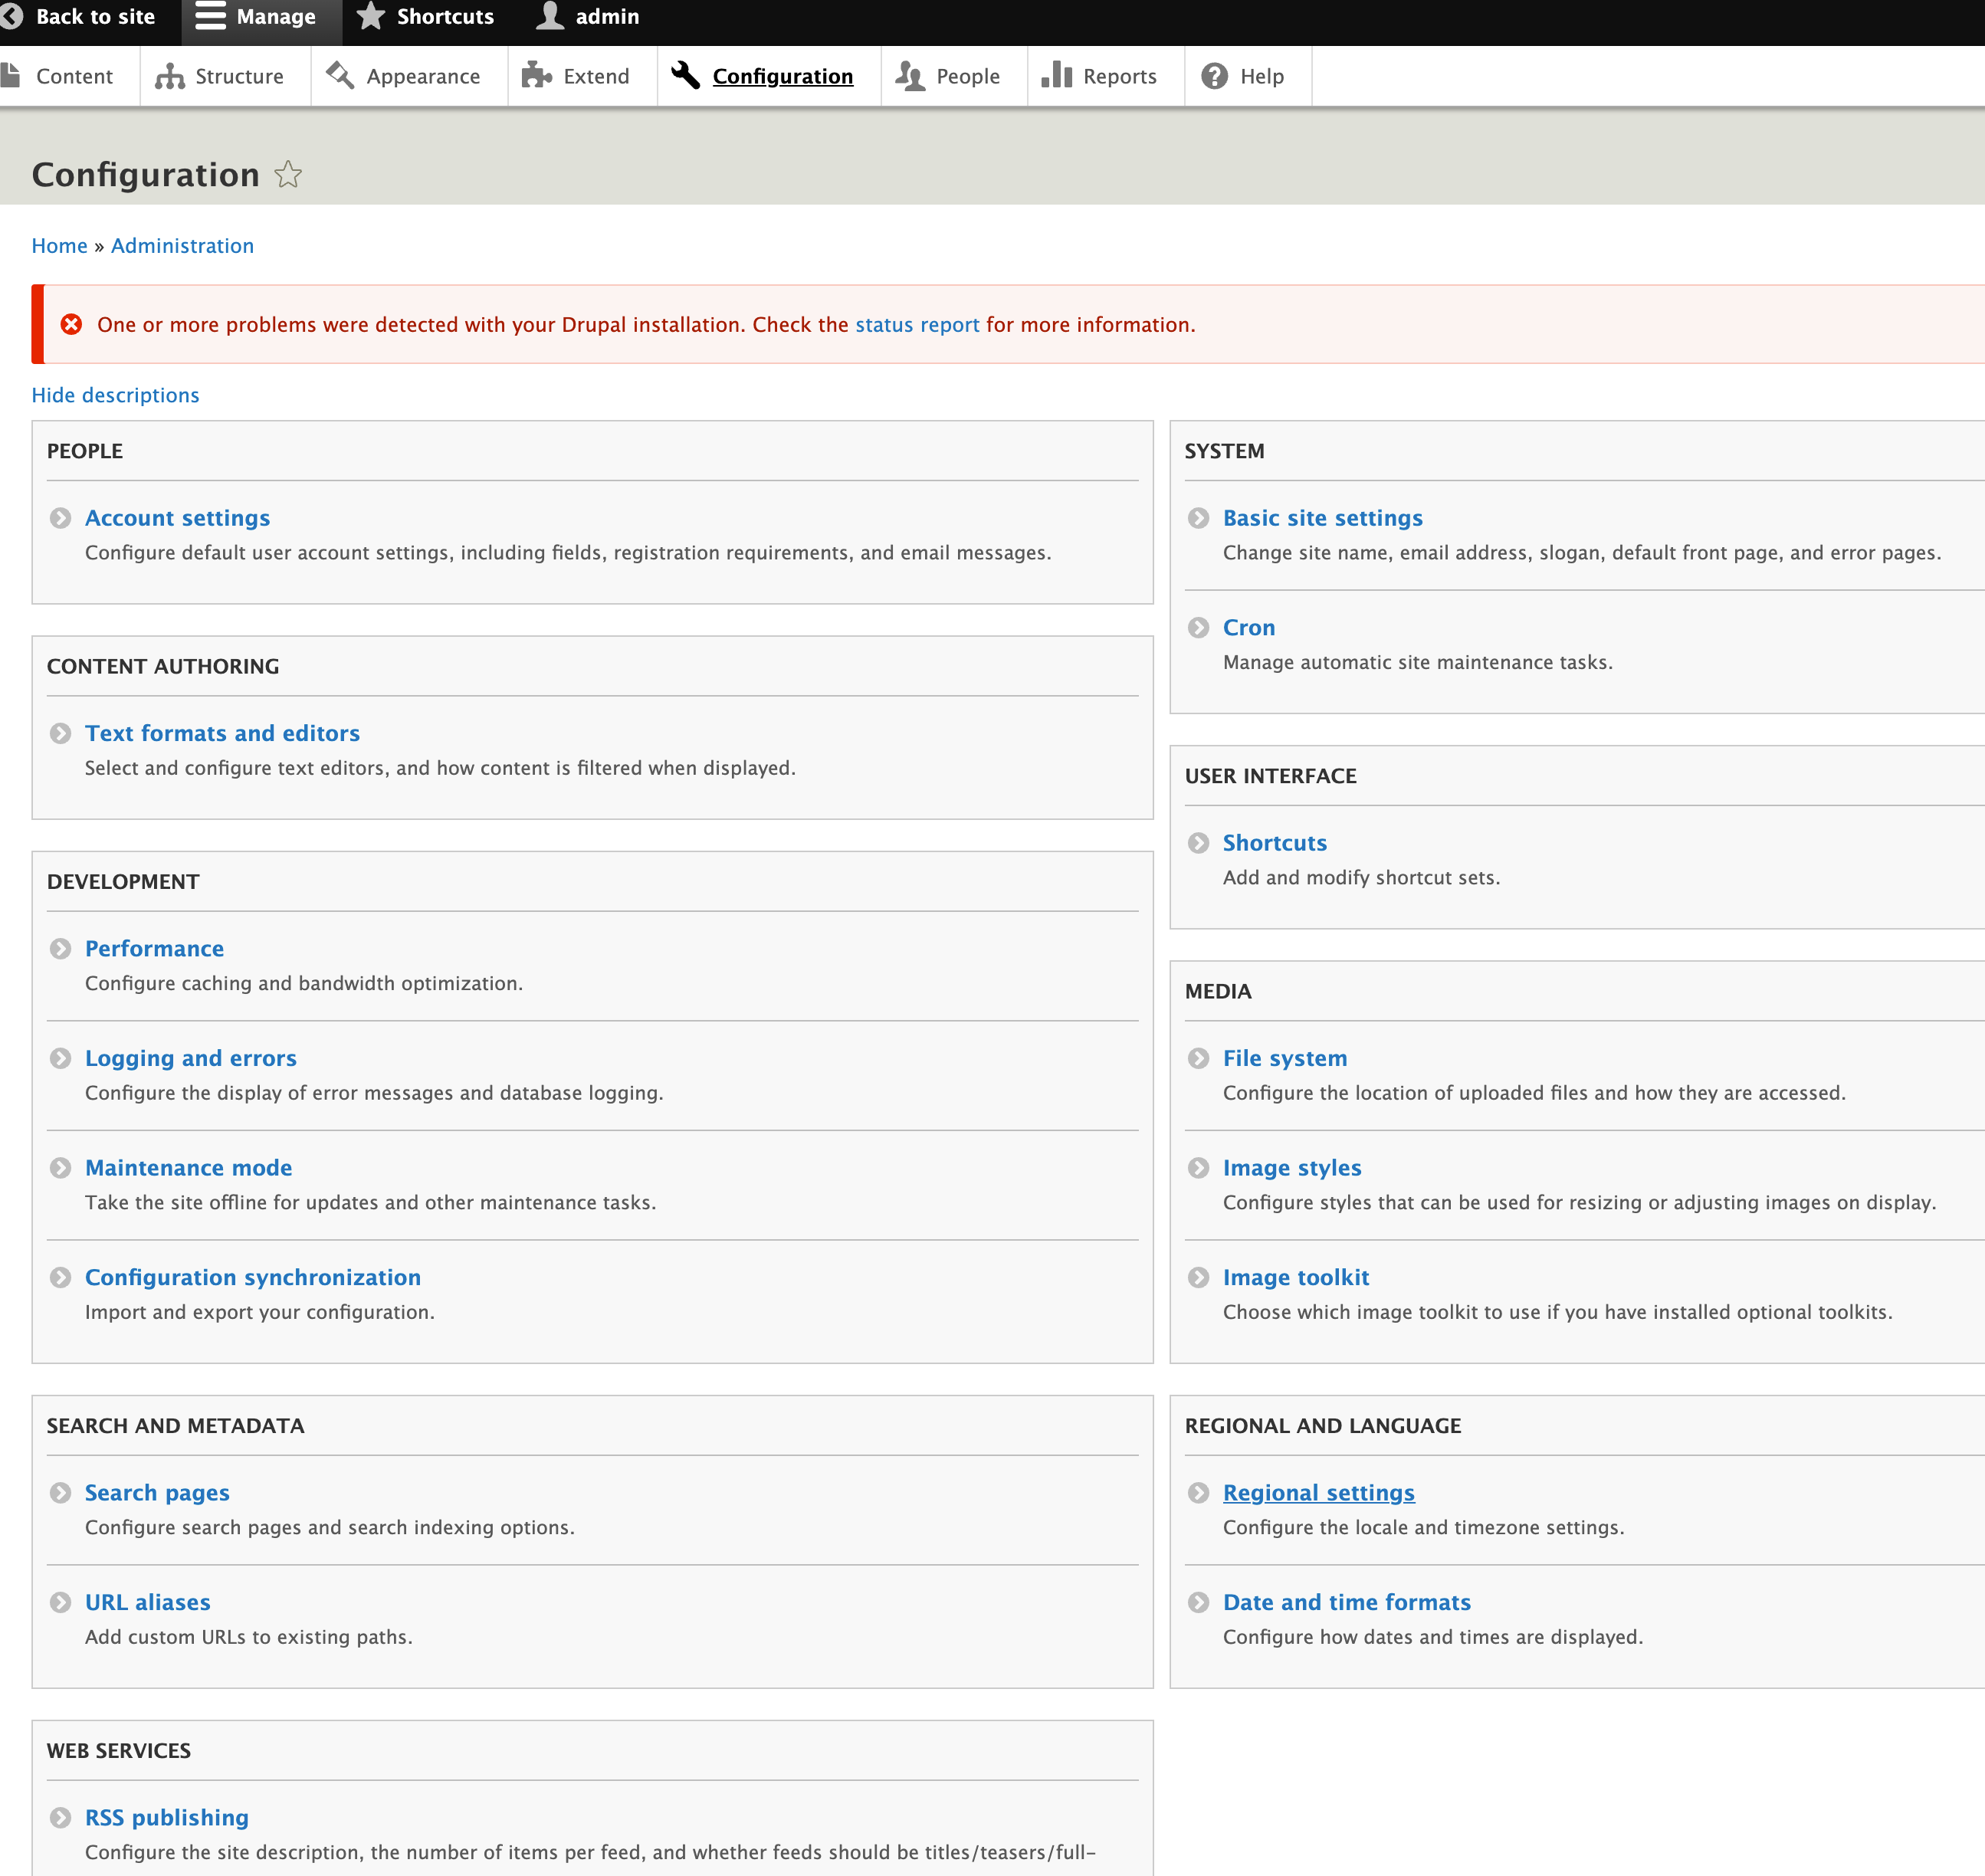 Back to site Manage Shortcuts admin
Content Structure Appearance Extend Configuration People Reports Help
Configuration
Home » Administration
One or more problems were detected with your Drupal installation. Check the status report for more information.
Hide descriptions
PEOPLE
Account settings
Configure default user account settings, including fields, registration requirements, and email messages.
CONTENT AUTHORING
Text formats and editors
Select and configure text editors, and how content is filtered when displayed.
DEVELOPMENT
Performance
Configure caching and bandwidth optimization.
Logging and errors
Configure the display of error messages and database logging.
Maintenance mode
Take the site offline for updates and other maintenance tasks.
Configuration synchronization
Import and export your configuration.
SEARCH AND METADATA
Search pages
Configure search pages and search indexing options.
URL aliases
Add custom URLs to existing paths.
WEB SERVICES
RSS publishing
Configure the site description, the number of items per feed, and whether feeds should be titles/teasers/full-
SYSTEM
Basic site settings
Change site name, email address, slogan, default front page, and error pages.
Cron
Manage automatic site maintenance tasks.
USER INTERFACE
Shortcuts
Add and modify shortcut sets.
MEDIA
File system
Configure the location of uploaded files and how they are accessed.
Image styles
Configure styles that can be used for resizing or adjusting images on display.
Image toolkit
Choose which image toolkit to use if you have installed optional toolkits.
REGIONAL AND LANGUAGE
Regional settings
Configure the locale and timezone settings.
Date and time formats
Configure how dates and times are displayed.